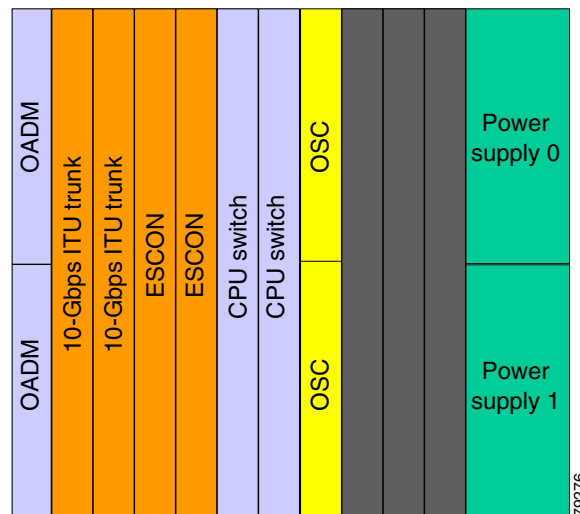 OADM
OADM
10-Gbps ITU trunk
10-Gbps ITU trunk
ESCON
ESCON
CPU switch
CPU switch
OSC
OSC
Power
supply 0
Power
supply 1
79276